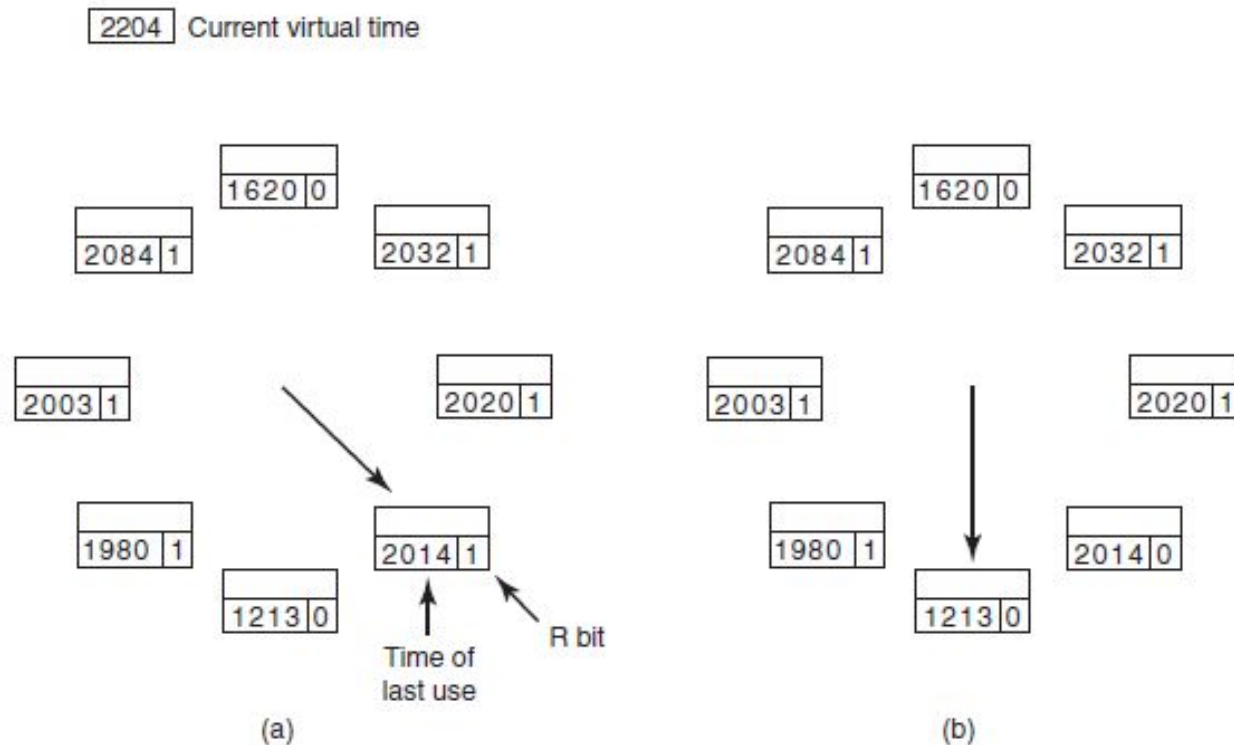 2204 Current virtual time
1620 0
2084 1
2032 1
2003 1
2020 1
1980 1
2014 1
1213 0
R bit
Time of
last use
(a)
1620 0
2084 1
2032 1
2003 1
2020 1
1980 1
2014 0
1213 0
(b)